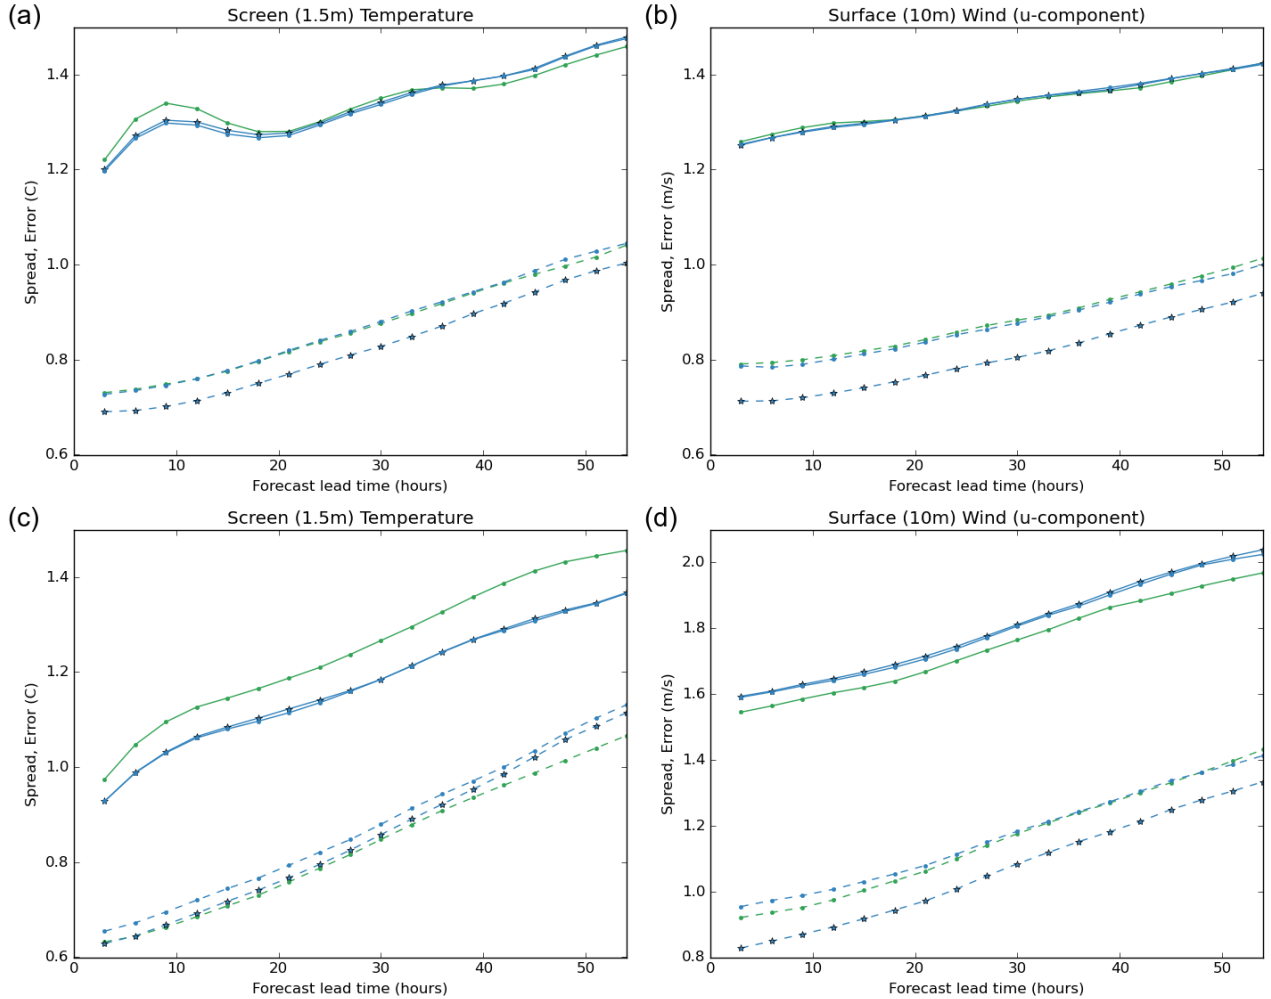 (a)
Screen (1.5m) Temperature
Spread, Error (C)
1.4
1.2
1.0
0.8
0.6
0 10 20 30 40 50
Forecast lead time (hours)
(b)
Surface (10m) Wind (u-component)
Spread, Error (m/s)
1.4
1.2
1.0
0.8
0.6
0 10 20 30 40 50
Forecast lead time (hours)
(c)
Screen (1.5m) Temperature
Spread, Error (C)
1.4
1.2
1.0
0.8
0.6
0 10 20 30 40 50
Forecast lead time (hours)
(d)
Surface (10m) Wind (u-component)
Spread, Error (m/s)
2.0
1.8
1.6
1.4
1.2
1.0
0.8
0 10 20 30 40 50
Forecast lead time (hours)